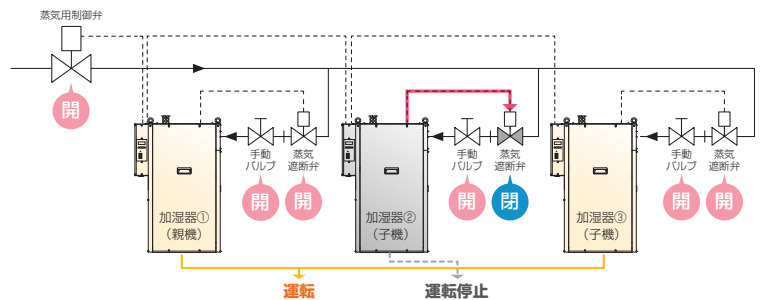 蒸気用制御弁
開
手動
バルブ
開
蒸気
遮断弁
開
手動
バルブ
開
蒸気
遮断弁
閉
手動
バルブ
開
蒸気
遮断弁
開
加湿器①
（親機）
加湿器②
（子機）
加湿器③
（子機）
運転
運転停止